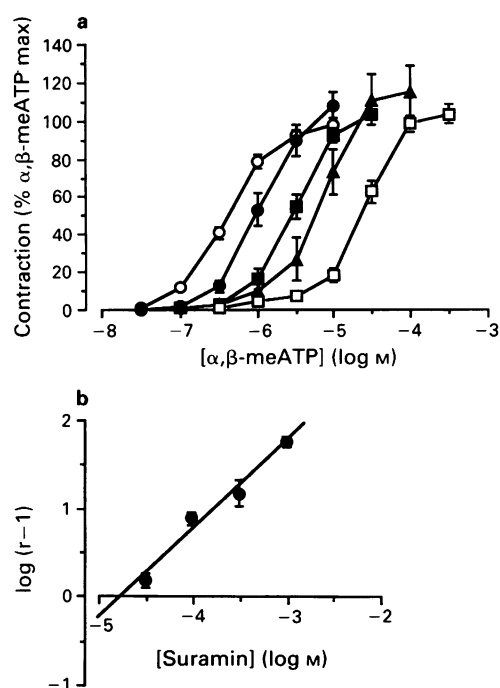 a
Contraction (% α,β-meATP max)
140
120
100
80
60
40
20
0
-8 -7 -6 -5 -4 -3
[α,β-meATP] (log M)
b
log (r-1)
2
1
0
-1
-5 -4 -3 -2
[Suramin] (log M)